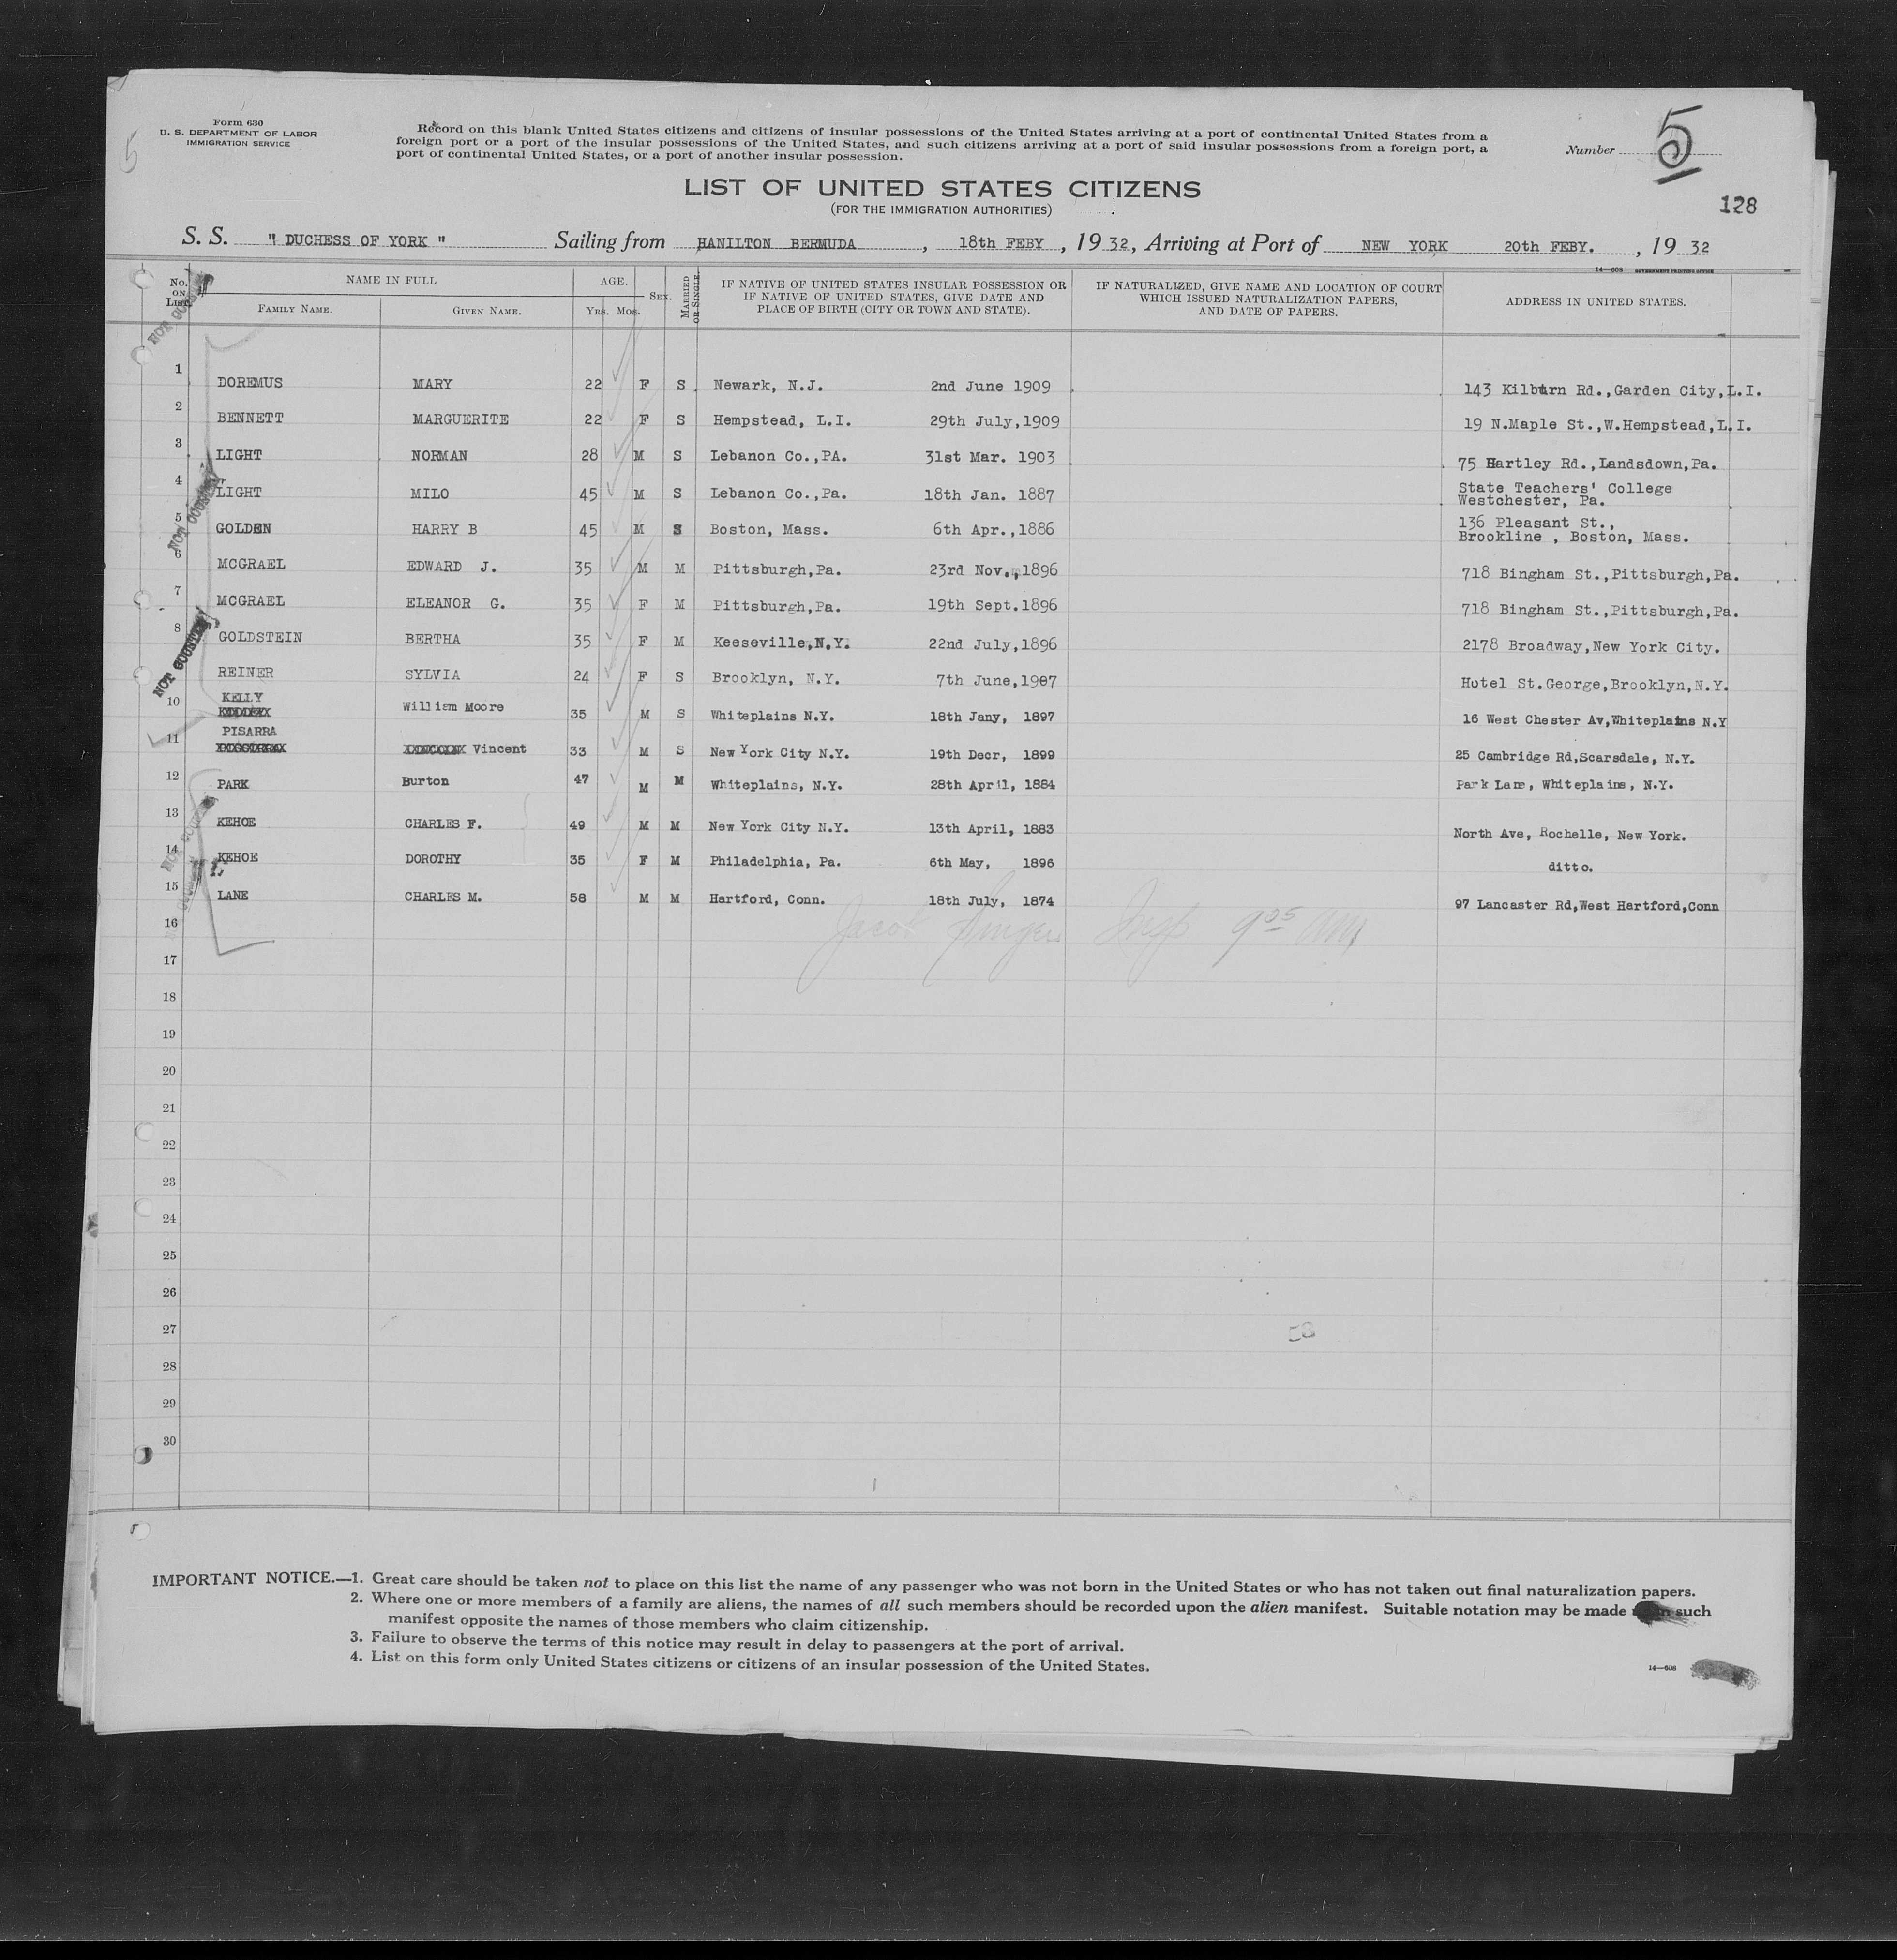 Form 630
U. S. DEPARTMENT OF LABOR
IMMIGRATION SERVICE
Record on this blank United States citizens and citizens of insular possessions of the United States arriving at a port of continental United States from a
foreign port or a port of the insular possessions of the United States, and such citizens arriving at a port of said insular possessions from a foreign port, a
port of continental United States, or a port of another insular possession.
Number 5
5
LIST OF UNITED STATES CITIZENS
(FOR THE IMMIGRATION AUTHORITIES)
128
S. S. " DUCHESS OF YORK " Sailing from HANILTON BERMUDA , 18th FEBY , 19 32, Arriving at Port of NEW YORK 20th FEBY. , 19 32
14—608 GOVERNMENT PRINTING OFFICE
No. ON LIST. NAME IN FULL FAMILY NAME. GIVEN NAME. AGE. Yrs. Mos. SEX. MARRIED OR SINGLE IF NATIVE OF UNITED STATES INSULAR POSSESSION OR IF NATIVE OF UNITED STATES, GIVE DATE AND PLACE OF BIRTH (CITY OR TOWN AND STATE). IF NATURALIZED, GIVE NAME AND LOCATION OF COURT WHICH ISSUED NATURALIZATION PAPERS, AND DATE OF PAPERS. ADDRESS IN UNITED STATES.
1 DOREMUS MARY 22 F S Newark, N.J. 2nd June 1909 143 Kilburn Rd.,Garden City,L.I.
2 BENNETT MARGUERITE 22 F S Hempstead, L.I. 29th July,1909 19 N.Maple St.,W.Hempstead,L.I.
3 LIGHT NORMAN 28 M S Lebanon Co.,PA. 31st Mar. 1903 75 Hartley Rd.,Landsdown,Pa.
4 LIGHT MILO 45 M S Lebanon Co.,Pa. 18th Jan. 1887 State Teachers' College
Westchester, Pa.
5 GOLDEN HARRY B 45 M S Boston, Mass. 6th Apr.,1886 136 Pleasant St.,
Brookline , Boston, Mass.
6 MCGRAEL EDWARD J. 35 M M Pittsburgh,Pa. 23rd Nov.,1896 718 Bingham St.,Pittsburgh,Pa.
7 MCGRAEL ELEANOR G. 35 F M Pittsburgh,Pa. 19th Sept.1896 718 Bingham St.,Pittsburgh,Pa.
8 GOLDSTEIN BERTHA 35 F M Keeseville,N.Y. 22nd July,1896 2178 Broadway,New York City.
REINER SYLVIA 24 F S Brooklyn, N.Y. 7th June,1907 Hotel St.George,Brooklyn,N.Y.
10 KELLY William Moore 35 M S Whiteplains N.Y. 18th Jany, 1897 16 West Chester Av,Whiteplains N.Y
11 PISARRA Vincent 33 M S New York City N.Y. 19th Decr, 1899 25 Cambridge Rd,Scarsdale, N.Y.
12 PARK Burton 47 M M Whiteplains, N.Y. 28th April, 1884 Park Lane, Whiteplains, N.Y.
13 KEHOE CHARLES F. 49 M M New York City N.Y. 13th April, 1883 North Ave, Rochelle, New York.
14 KEHOE DOROTHY 35 F M Philadelphia, Pa. 6th May, 1896 ditto.
15 LANE CHARLES M. 58 M M Hartford, Conn. 18th July, 1874 97 Lancaster Rd,West Hartford,Conn
NOT COUNTED
NOT COUNTED
NOT COUNTED
16 Jacob Insp 9 05 AM
17
18
19
20
21
22
23
24
25
26
27
28
29
30
58
IMPORTANT NOTICE.—1. Great care should be taken not to place on this list the name of any passenger who was not born in the United States or who has not taken out final naturalization papers.
2. Where one or more members of a family are aliens, the names of all such members should be recorded upon the alien manifest. Suitable notation may be made such
manifest opposite the names of those members who claim citizenship.
3. Failure to observe the terms of this notice may result in delay to passengers at the port of arrival.
4. List on this form only United States citizens or citizens of an insular possession of the United States.
14—608